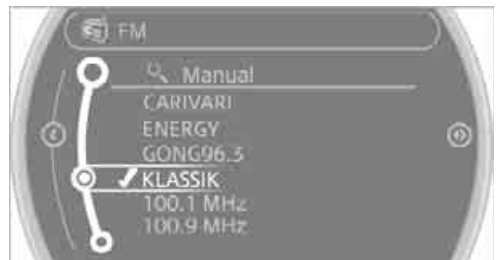 FM
Manual
CARIVARI
ENERGY
GONG96.3
KLASSIK
100.1 MHz
100.9 MHz